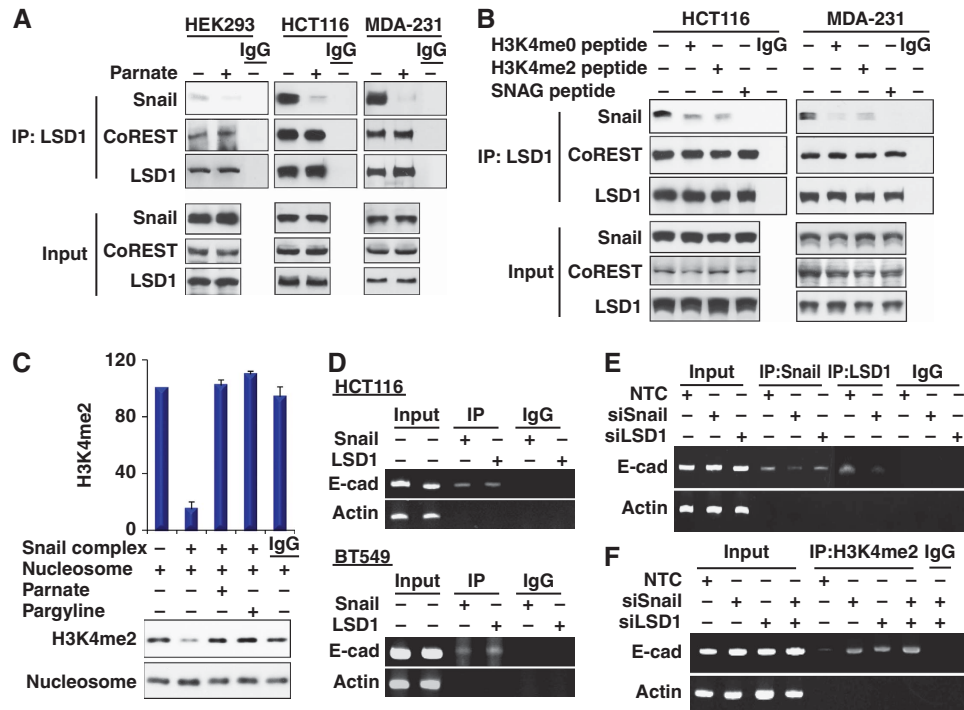 A
HEK293 HCT116 MDA-231
IgG IgG IgG
Parnate – + – – + – – + –
IP: LSD1
Snail
CoREST
LSD1
Input
Snail
CoREST
LSD1
B
HCT116 MDA-231
H3K4me0 peptide – + – – IgG – + – – IgG
H3K4me2 peptide – – + – – – – + – –
SNAG peptide – – – + – – – – + –
IP: LSD1
Snail
CoREST
LSD1
Input
Snail
CoREST
LSD1
C
120
80
40
0
H3K4me2
Snail complex – + + + IgG
Nucleosome + + + + +
Parnate +
Pargyline +
H3K4me2
Nucleosome
D
HCT116
Input IP IgG
Snail – – + – + –
LSD1 – – – + – +
E-cad
Actin
BT549
Input IP IgG
Snail – – + – + –
LSD1 – – – + – +
E-cad
Actin
E
Input IP:Snail IP:LSD1 IgG
NTC + – – + – – + – + – –
siSnail – + – – + – – + – + –
siLSD1 – – + – – + – – – – +
E-cad
Actin
F
Input IP:H3K4me2 IgG
NTC + – – – + – – – –
siSnail – + – + – + – + +
siLSD1 – – + + – – + + +
E-cad
Actin